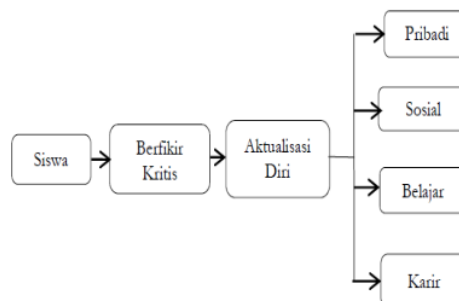 Siswa
Berfikir
Kritis
Aktualisasi
Diri
Pribadi
Sosial
Belajar
Karir